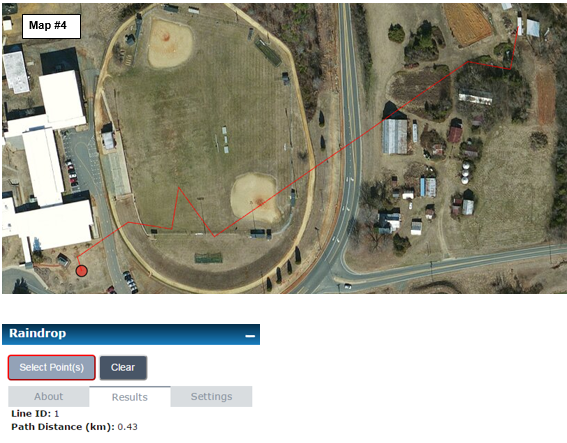 Map #4
Raindrop
Select Point(s) Clear
About Results Settings
Line ID: 1
Path Distance (km): 0.43